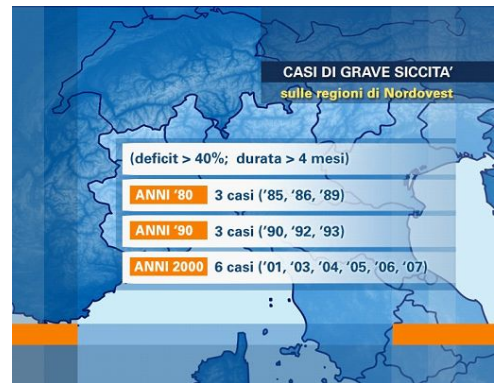 CASI DI GRAVE SICCITA'
sulle regioni di Nordovest
(deficit > 40%; durata > 4 mesi)
ANNI '80 3 casi ('85, '86, '89)
ANNI '90 3 casi ('90, '92, '93)
ANNI 2000 6 casi ('01, '03, '04, '05, '06, '07)